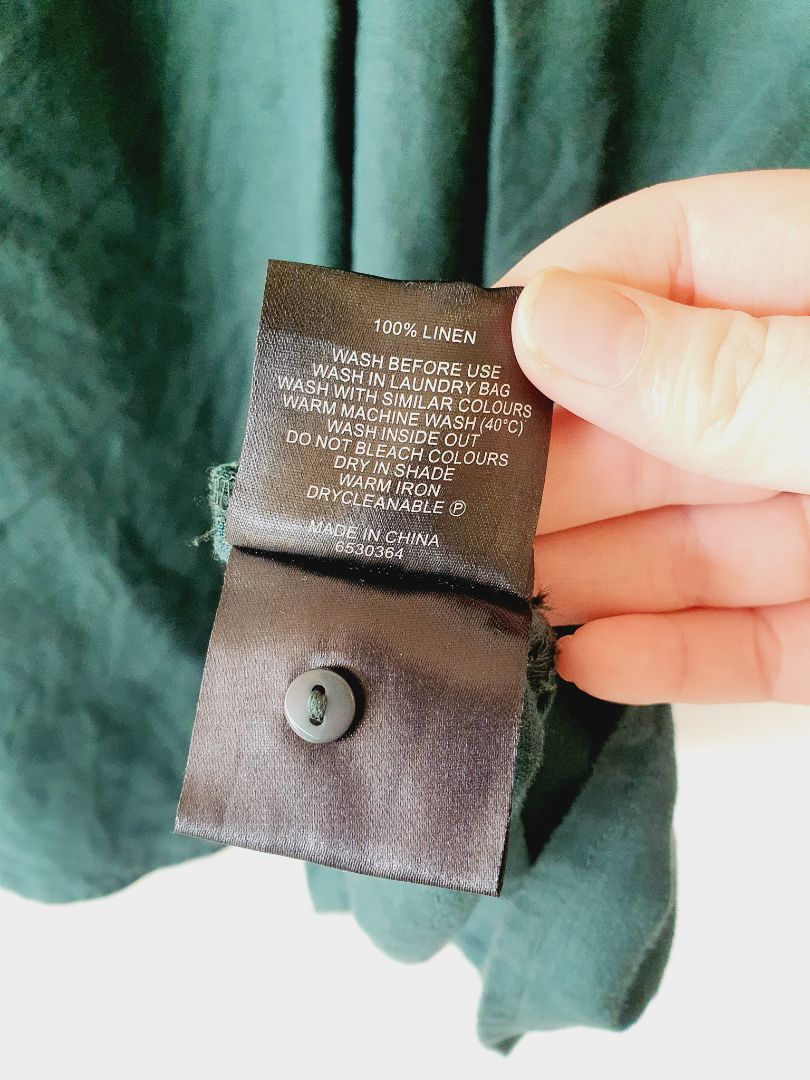 100% LINEN
WASH BEFORE USE
WASH IN LAUNDRY BAG
WASH WITH SIMILAR COLOURS
WARM MACHINE WASH (40°C)
WASH INSIDE OUT
DO NOT BLEACH COLOURS
DRY IN SHADE
WARM IRON
DRYCLEANABLE Ⓟ
MADE IN CHINA
6530364